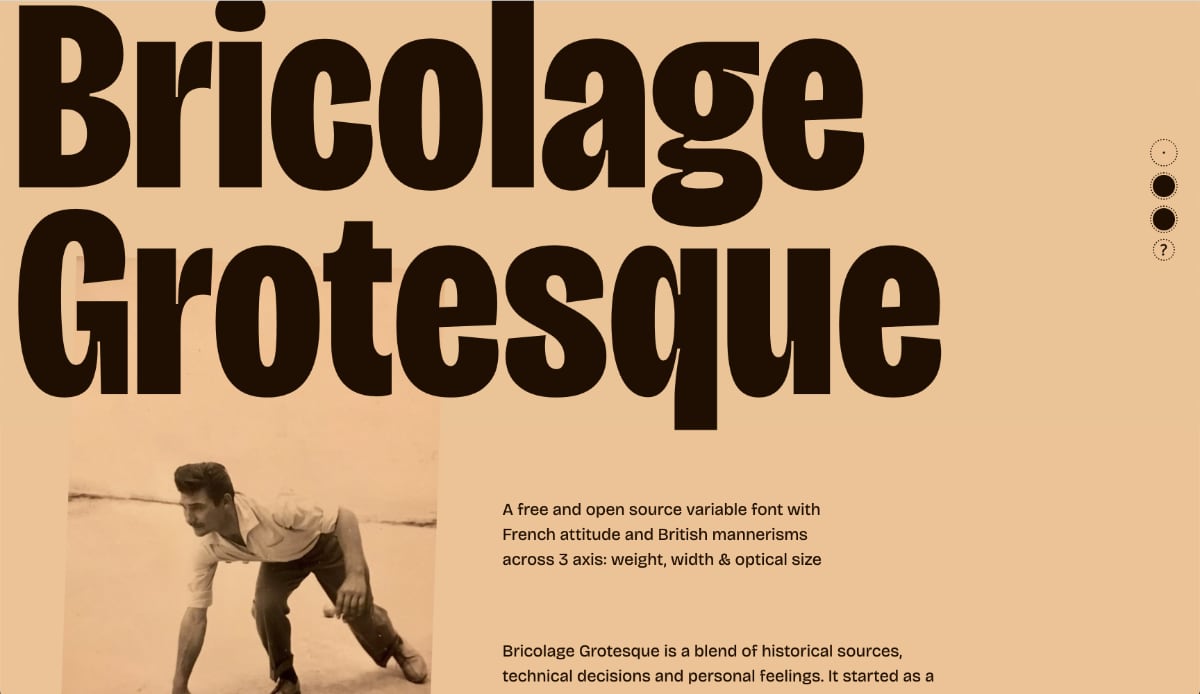 Bricolage
Grotesque
?
A free and open source variable font with
French attitude and British mannerisms
across 3 axis: weight, width & optical size
Bricolage Grotesque is a blend of historical sources,
technical decisions and personal feelings. It started as a